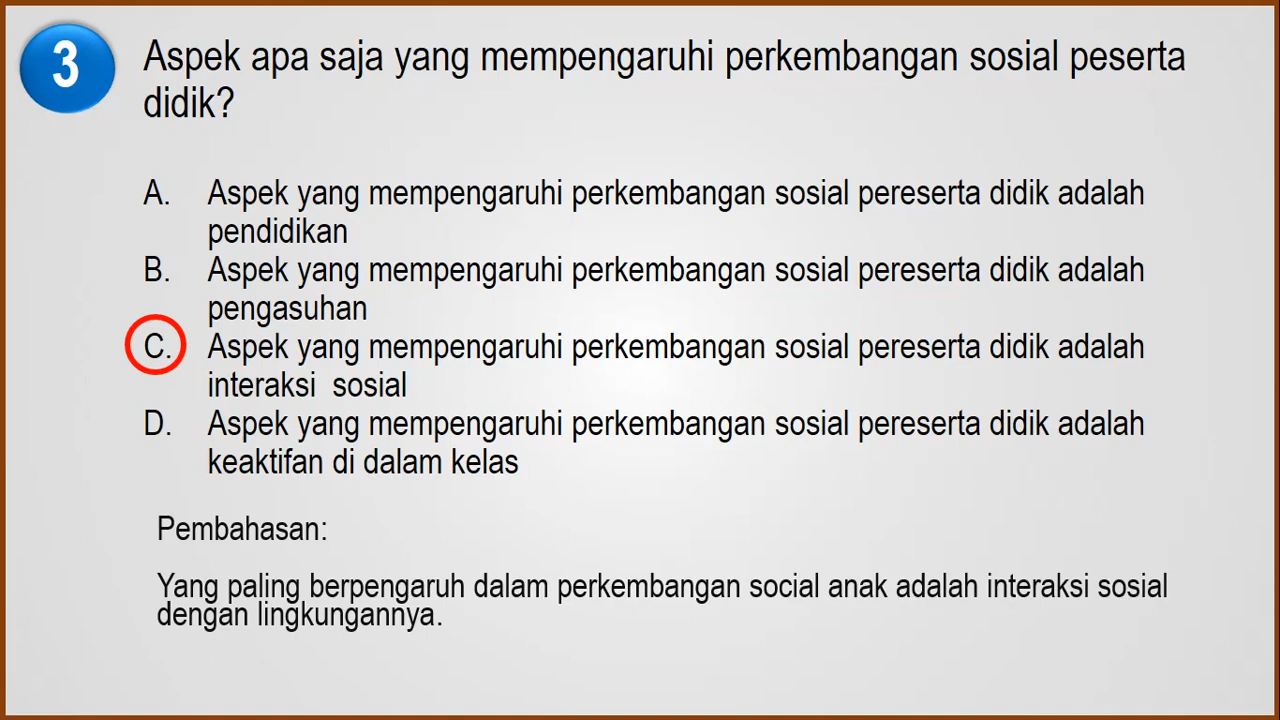 3
Aspek apa saja yang mempengaruhi perkembangan sosial peserta
didik?
A. Aspek yang mempengaruhi perkembangan sosial pereserta didik adalah
pendidikan
B. Aspek yang mempengaruhi perkembangan sosial pereserta didik adalah
pengasuhan
C. Aspek yang mempengaruhi perkembangan sosial pereserta didik adalah
interaksi  sosial
D. Aspek yang mempengaruhi perkembangan sosial pereserta didik adalah
keaktifan di dalam kelas
Pembahasan:
Yang paling berpengaruh dalam perkembangan social anak adalah interaksi sosial
dengan lingkungannya.